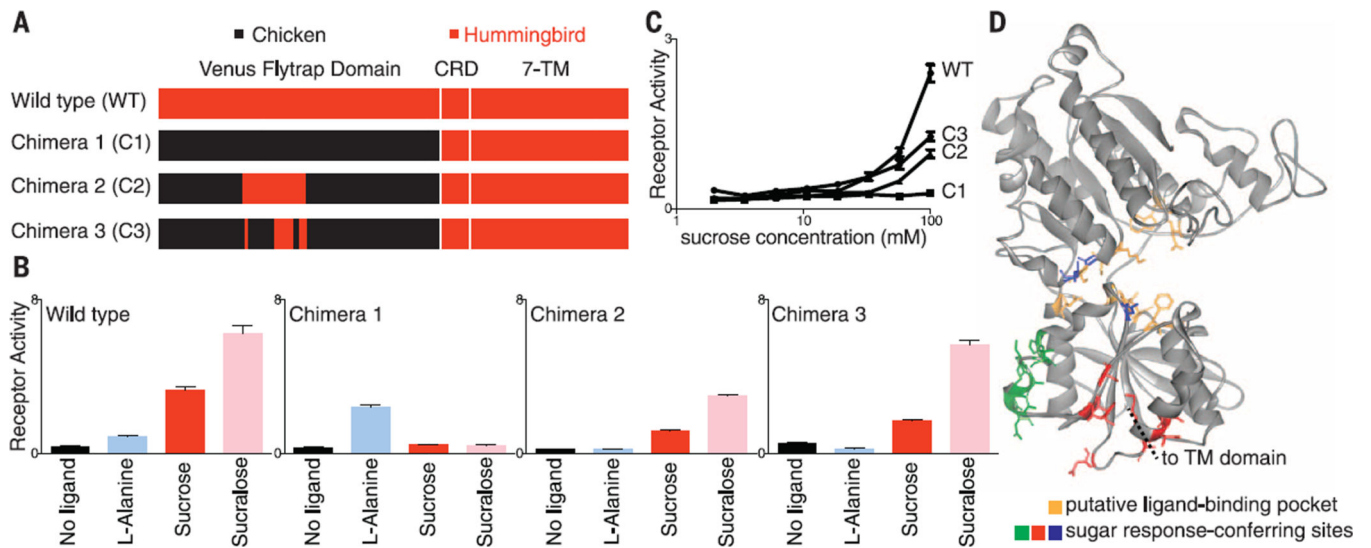 A
Chicken
Hummingbird
Venus Flytrap Domain
CRD
7-TM
Wild type (WT)
Chimera 1 (C1)
Chimera 2 (C2)
Chimera 3 (C3)
B
Receptor Activity
8
0
Wild type
No ligand
L-Alanine
Sucrose
Sucralose
8
0
Chimera 1
No ligand
L-Alanine
Sucrose
Sucralose
8
0
Chimera 2
No ligand
L-Alanine
Sucrose
Sucralose
8
0
Chimera 3
No ligand
L-Alanine
Sucrose
Sucralose
C
Receptor Activity
3
0
1
10
100
sucrose concentration (mM)
WT
C3
C2
C1
D
to TM domain
putative ligand-binding pocket
sugar response-conferring sites